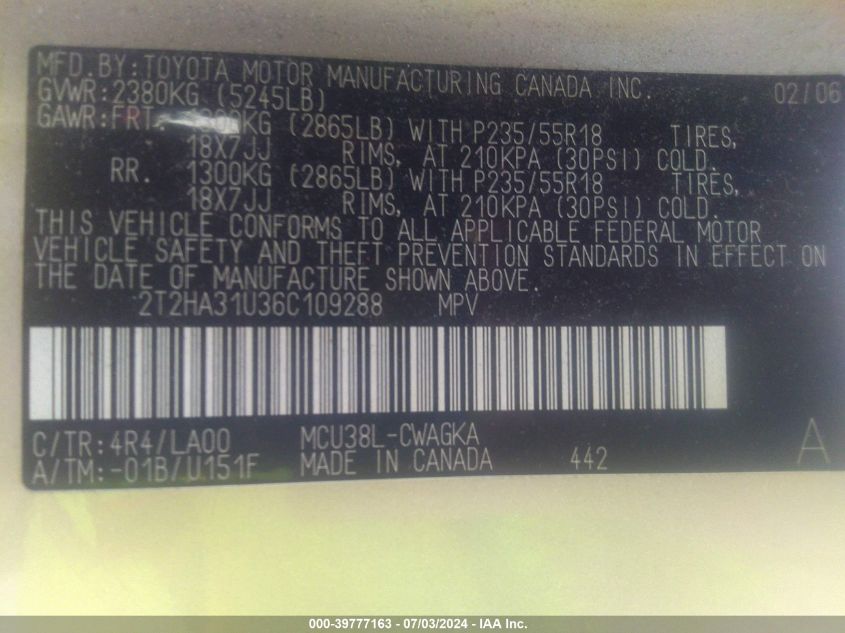 MFD.BY:TOYOTA MOTOR MANUFACTURING CANADA INC. 02/06
GVWR:2380KG (5245LB)
GAWR:FRT. 1300KG (2865LB) WITH P235/55R18 TIRES,
18X7JJ RIMS, AT 210KPA (30PSI) COLD.
RR. 1300KG (2865LB) WITH P235/55R18 TIRES,
18X7JJ RIMS, AT 210KPA (30PSI) COLD.
THIS VEHICLE CONFORMS TO ALL APPLICABLE FEDERAL MOTOR
VEHICLE SAFETY AND THEFT PREVENTION STANDARDS IN EFFECT ON
THE DATE OF MANUFACTURE SHOWN ABOVE.
2T2HA31U36C109288 MPV
C/TR:4R4/LA00 MCU38L-CWAGKA A
A/TM:-01B/U151F MADE IN CANADA 442
000-39777163 - 07/03/2024 - IAA Inc.